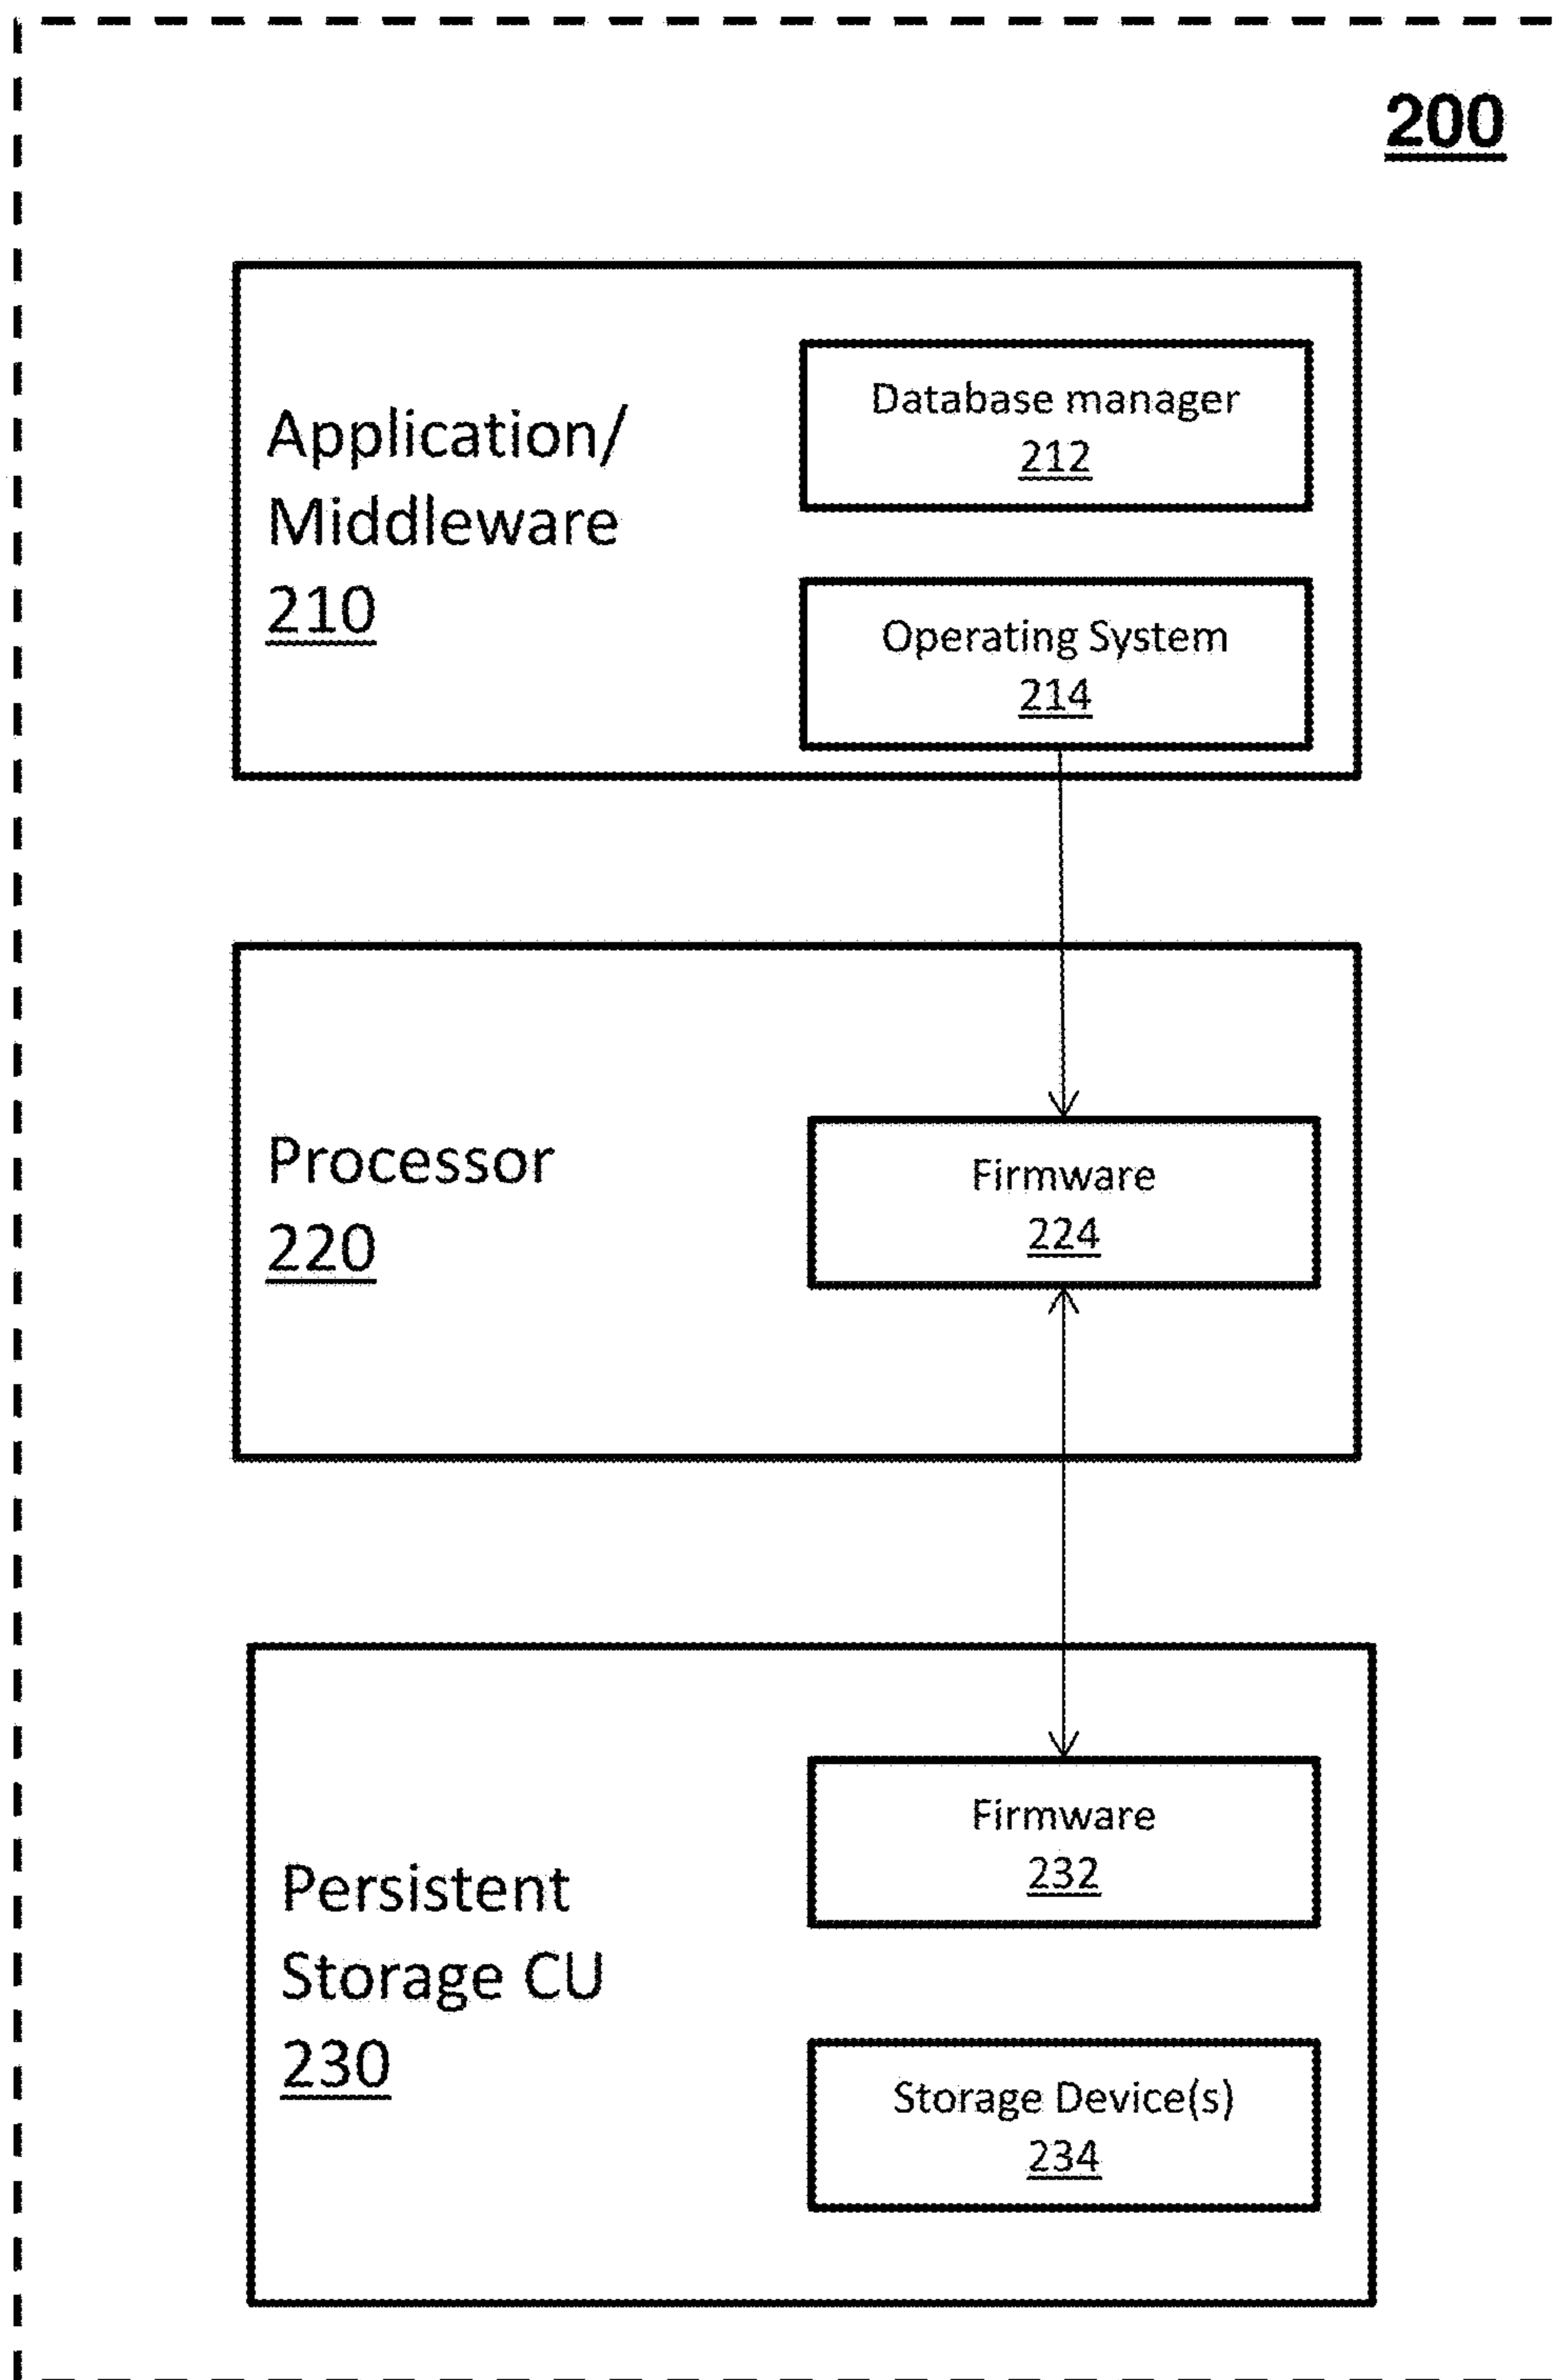 200
Application/
Middleware
210
Database manager
212
Operating System
214
Processor
220
Firmware
224
Persistent
Storage CU
230
Firmware
232
Storage Device(s)
234